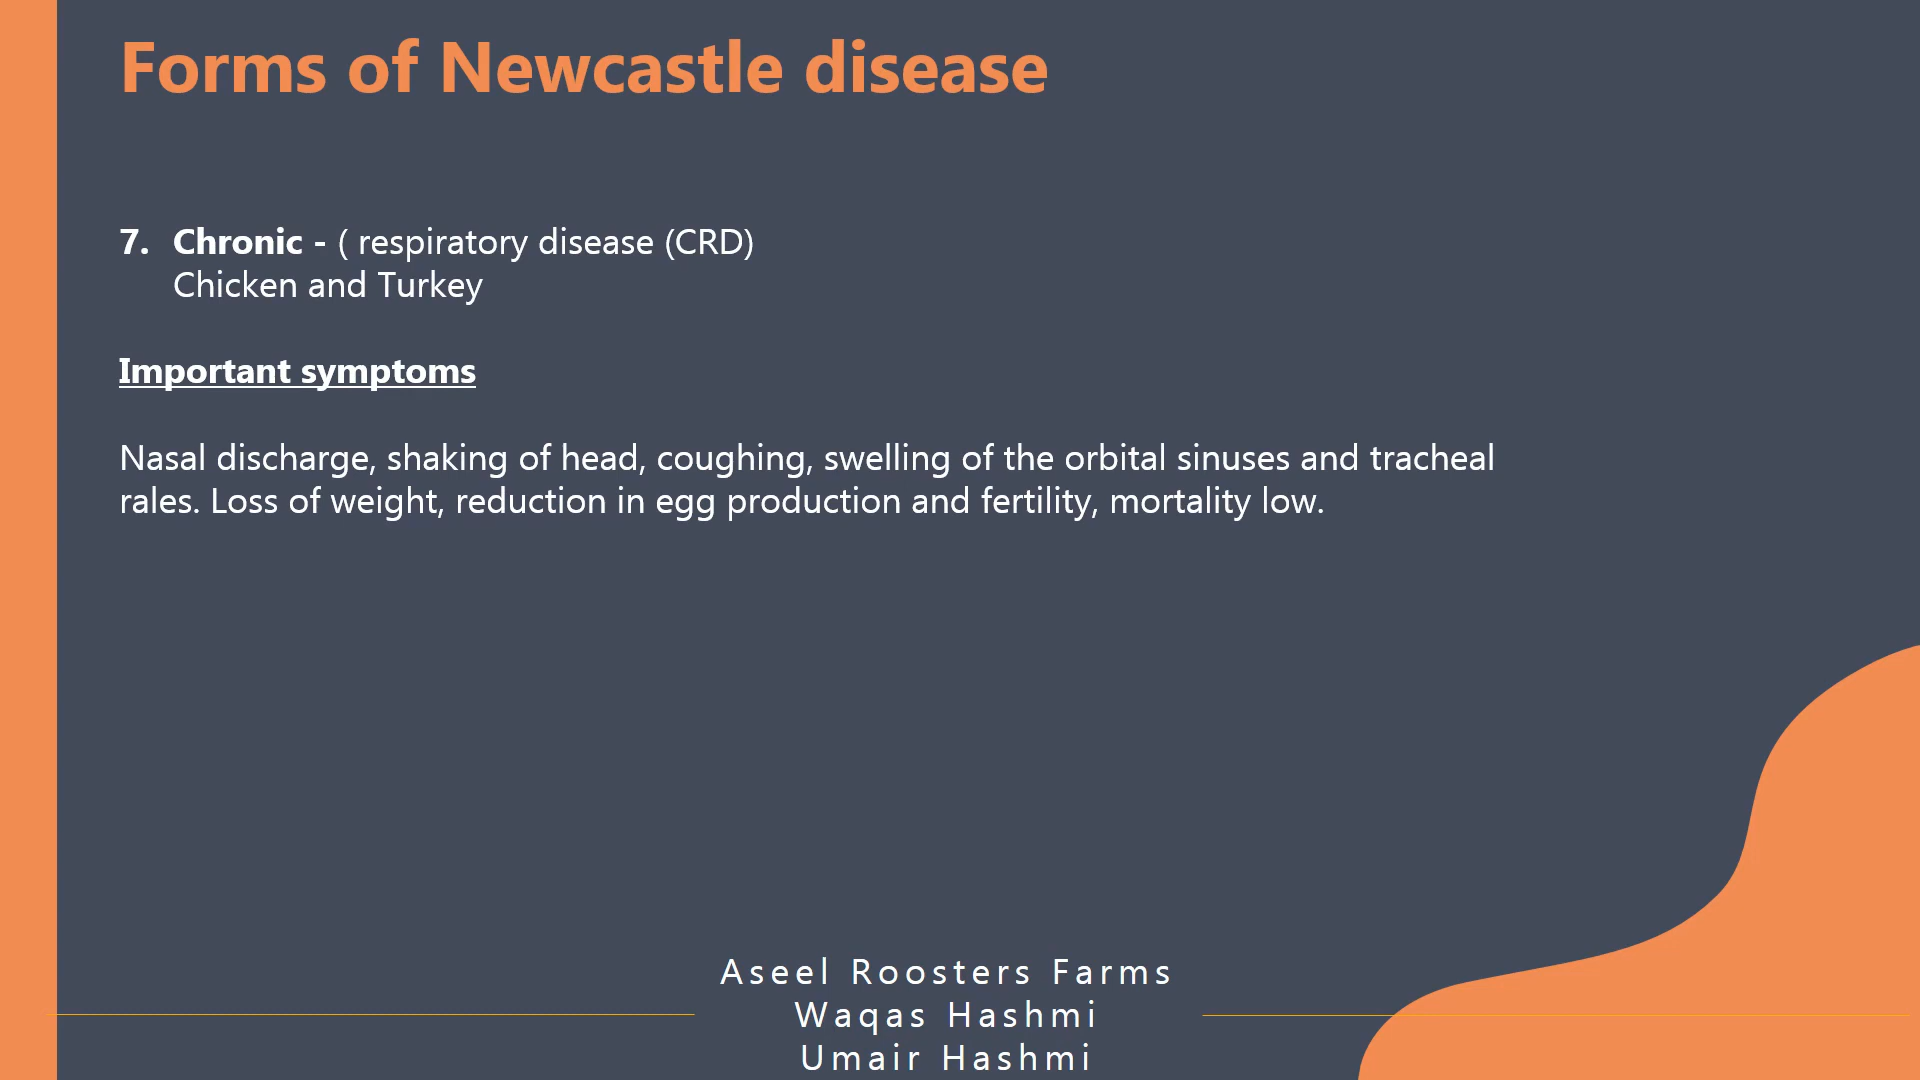 Forms of Newcastle disease
7. Chronic - ( respiratory disease (CRD)
Chicken and Turkey
Important symptoms
Nasal discharge, shaking of head, coughing, swelling of the orbital sinuses and tracheal
rales. Loss of weight, reduction in egg production and fertility, mortality low.
Aseel Roosters Farms
Waqas Hashmi
Umair Hashmi